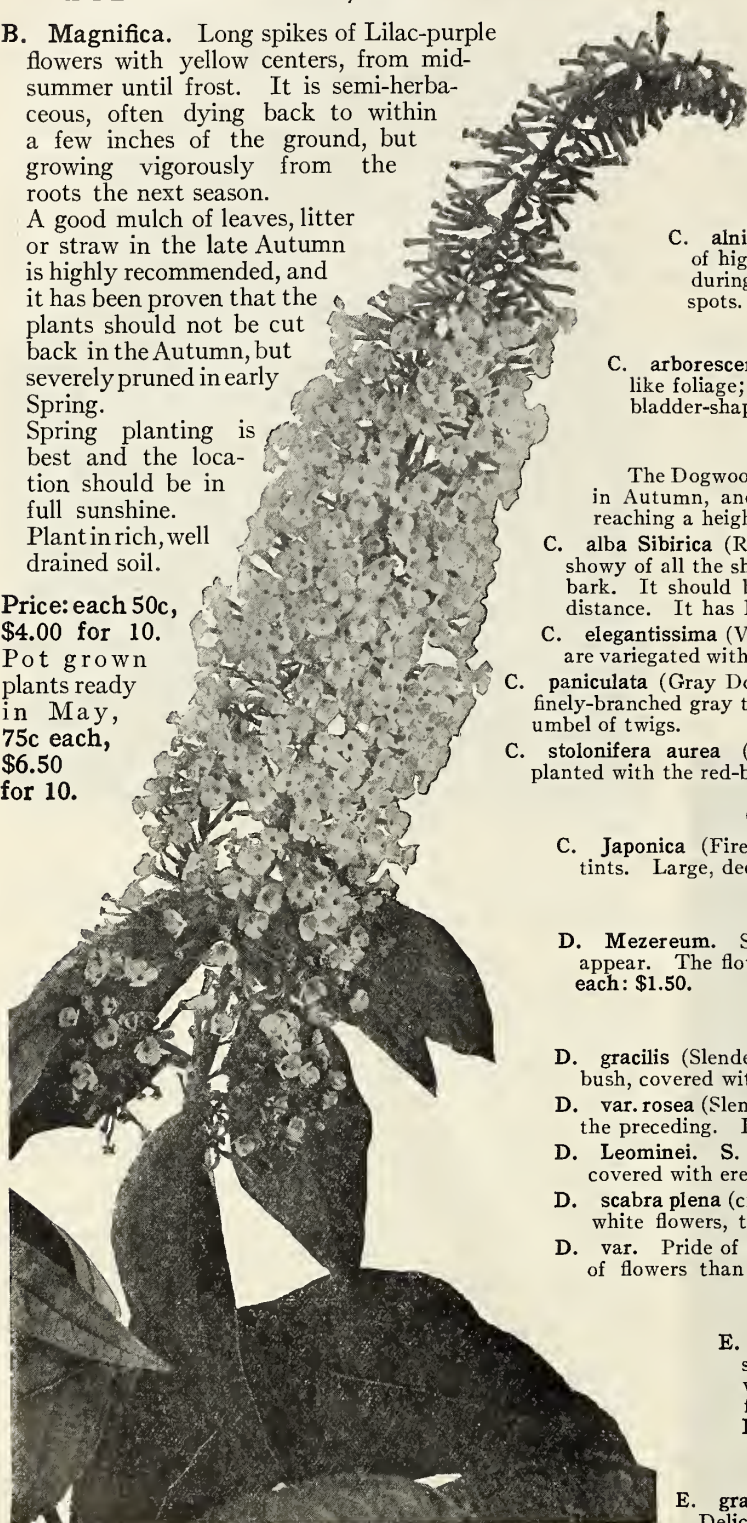 B. Magnifica. Long spikes of Lilac-purple
flowers with yellow centers, from mid-
summer until frost. It is semi-herba-
ceous, often dying back to within
a few inches of the ground, but
growing vigorously from the
roots the next season.
A good mulch of leaves, litter
or straw in the late Autumn
is highly recommended, and
it has been proven that the
plants should not be cut
back in the Autumn, but
severely pruned in early
Spring.
Spring planting is
best and the loca-
tion should be in
full sunshine.
Plant in rich, well
drained soil.
Price: each 50c,
$4.00 for 10.
Pot grown
plants ready
in May,
75c each,
$6.50
for 10.
C. alni
of hig
during
spots.
C. arborescen
like foliage;
bladder-shap
The Dogwoo
in Autumn, and
reaching a heigh
C. alba Sibirica (R
showy of all the sh
bark. It should b
distance. It has
C. elegantissima (V
are variegated with
C. paniculata (Gray Do
finely-branched gray t
umbel of twigs.
C. stolonifera aurea (
planted with the red-b
C. Japonica (Fire
tints. Large, dee
D. Mezereum. S
appear. The flo
each: $1.50.
D. gracilis (Slende
bush, covered wit
D. var. rosea (Slen
the preceding.
D. Leominei. S.
covered with ere
D. scabra plena (c
white flowers, t
D. var. Pride of
of flowers than
E.
E. gra
Delic